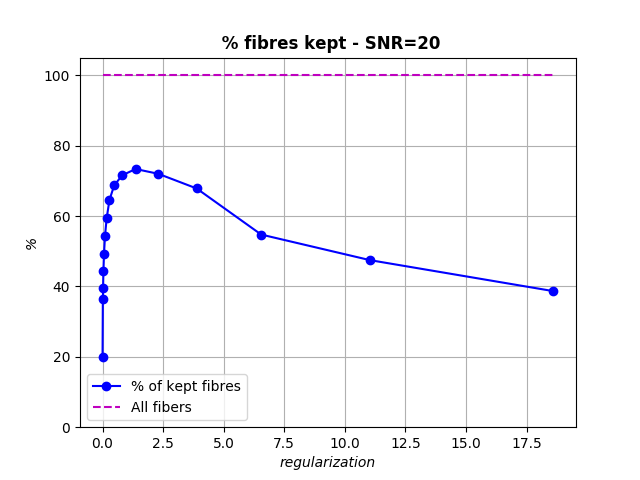 % fibres kept - SNR=20
100
80
60
40
20
0
%
% of kept fibres
All fibers
0.0 2.5 5.0 7.5 10.0 12.5 15.0 17.5
regularization